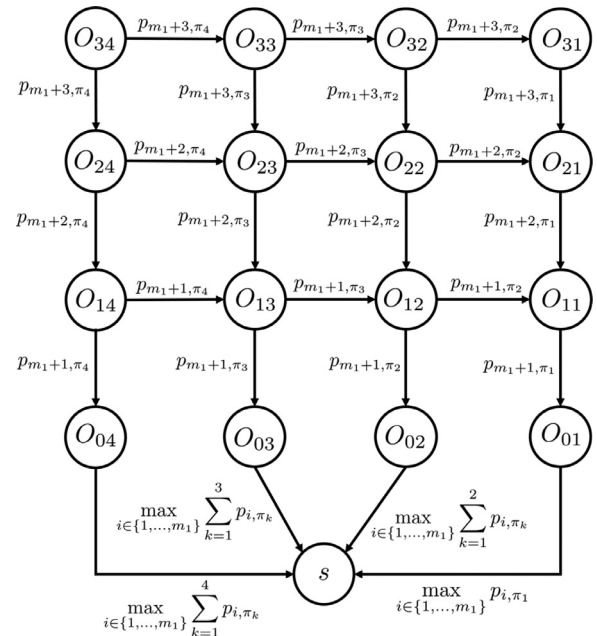 O₃₄ p_{m₁+3,π₄} O₃₃ p_{m₁+3,π₃} O₃₂ p_{m₁+3,π₂} O₃₁
p_{m₁+3,π₄} p_{m₁+3,π₃} p_{m₁+3,π₂} p_{m₁+3,π₁}
O₂₄ p_{m₁+2,π₄} O₂₃ p_{m₁+2,π₃} O₂₂ p_{m₁+2,π₂} O₂₁
p_{m₁+2,π₄} p_{m₁+2,π₃} p_{m₁+2,π₂} p_{m₁+2,π₁}
O₁₄ p_{m₁+1,π₄} O₁₃ p_{m₁+1,π₃} O₁₂ p_{m₁+1,π₂} O₁₁
p_{m₁+1,π₄} p_{m₁+1,π₃} p_{m₁+1,π₂} p_{m₁+1,π₁}
O₀₄ O₀₃ O₀₂ O₀₁
max_{i∈{1,...,m₁}} ∑_{k=1}^{3} p_{i,π_k} max_{i∈{1,...,m₁}} ∑_{k=1}^{2} p_{i,π_k}
s
max_{i∈{1,...,m₁}} ∑_{k=1}^{4} p_{i,π_k} max_{i∈{1,...,m₁}} p_{i,π₁}